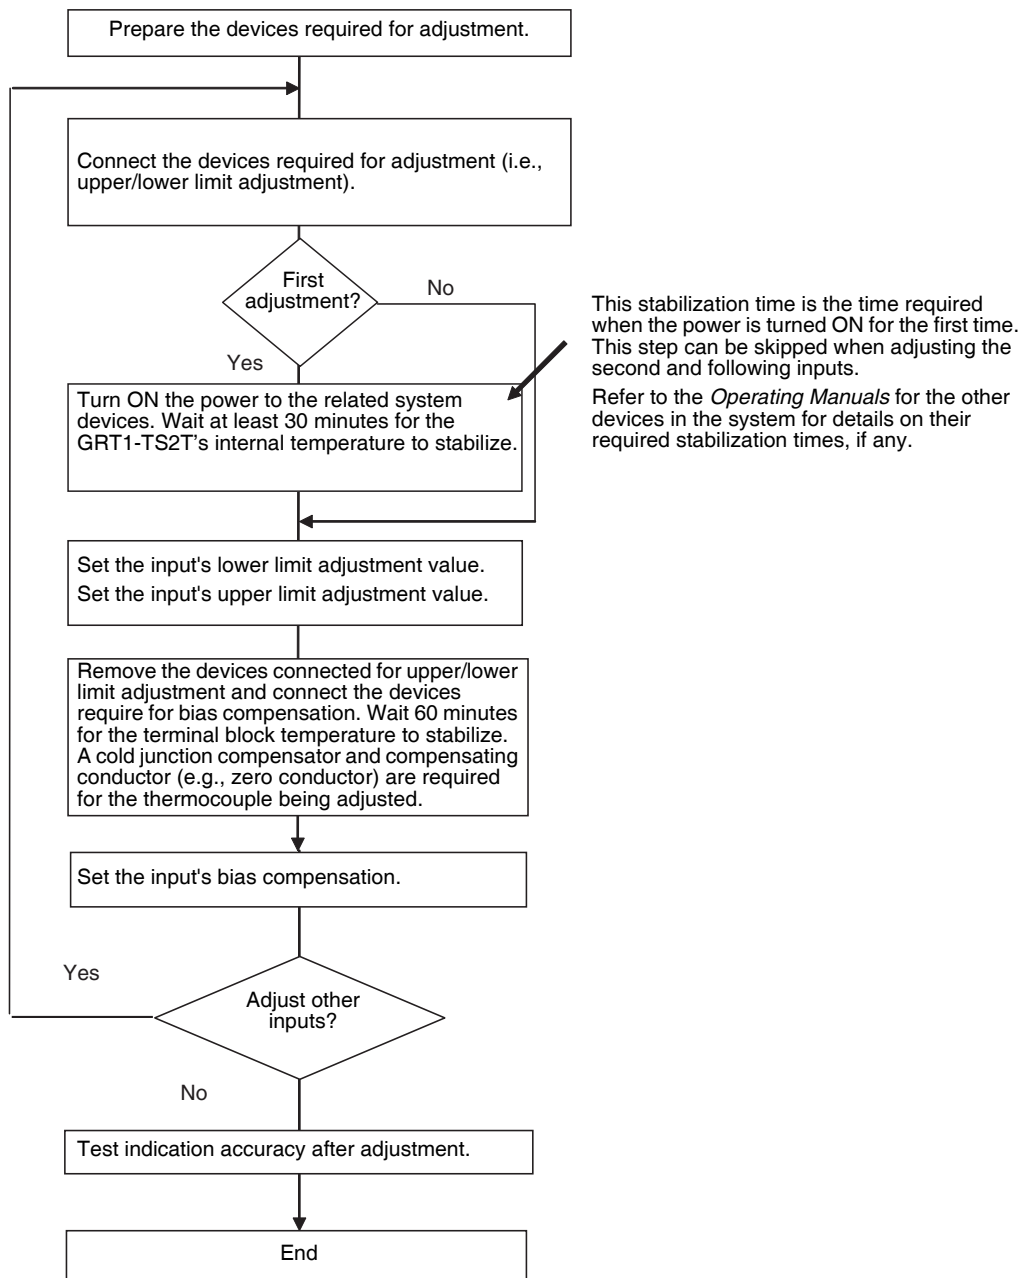 Prepare the devices required for adjustment.
Connect the devices required for adjustment (i.e.,
upper/lower limit adjustment).
First
adjustment?
No
Yes
This stabilization time is the time required
when the power is turned ON for the first time.
This step can be skipped when adjusting the
second and following inputs.
Refer to the Operating Manuals for the other
devices in the system for details on their
required stabilization times, if any.
Turn ON the power to the related system
devices. Wait at least 30 minutes for the
GRT1-TS2T's internal temperature to stabilize.
Set the input's lower limit adjustment value.
Set the input's upper limit adjustment value.
Remove the devices connected for upper/lower
limit adjustment and connect the devices
require for bias compensation. Wait 60 minutes
for the terminal block temperature to stabilize.
A cold junction compensator and compensating
conductor (e.g., zero conductor) are required
for the thermocouple being adjusted.
Set the input's bias compensation.
Yes
Adjust other
inputs?
No
Test indication accuracy after adjustment.
End